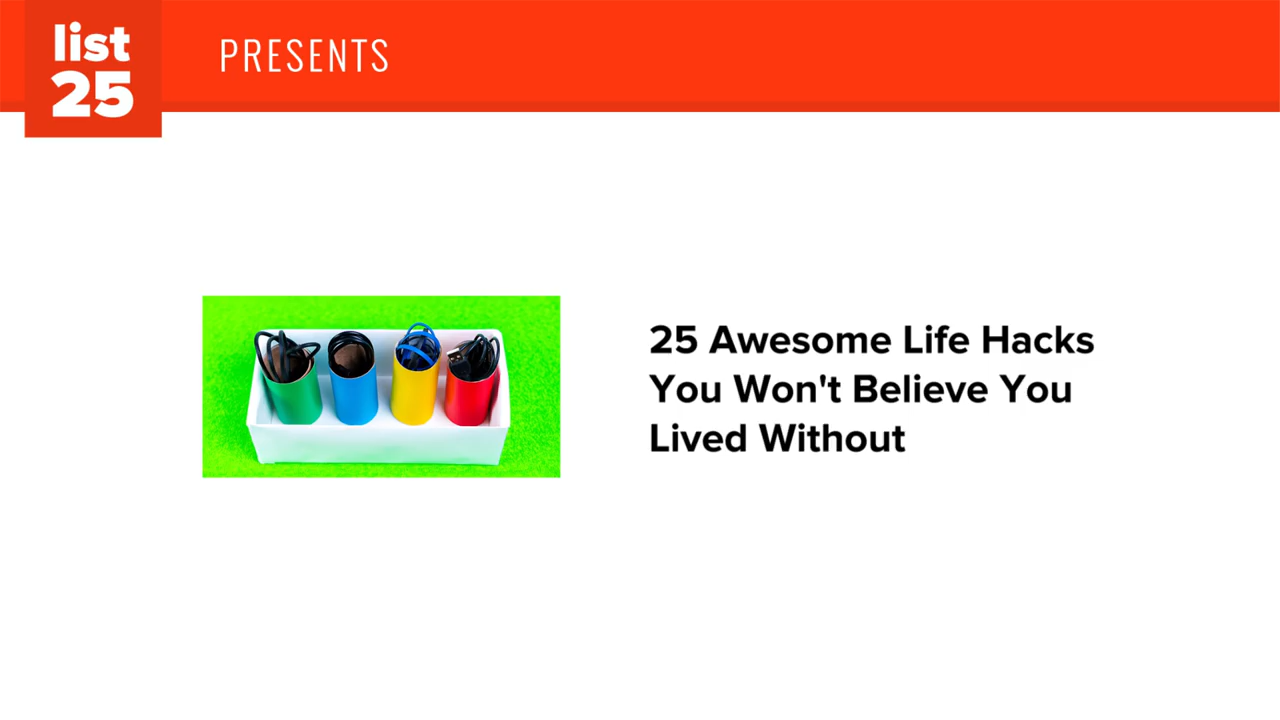 list
25
PRESENTS
25 Awesome Life Hacks
You Won't Believe You
Lived Without